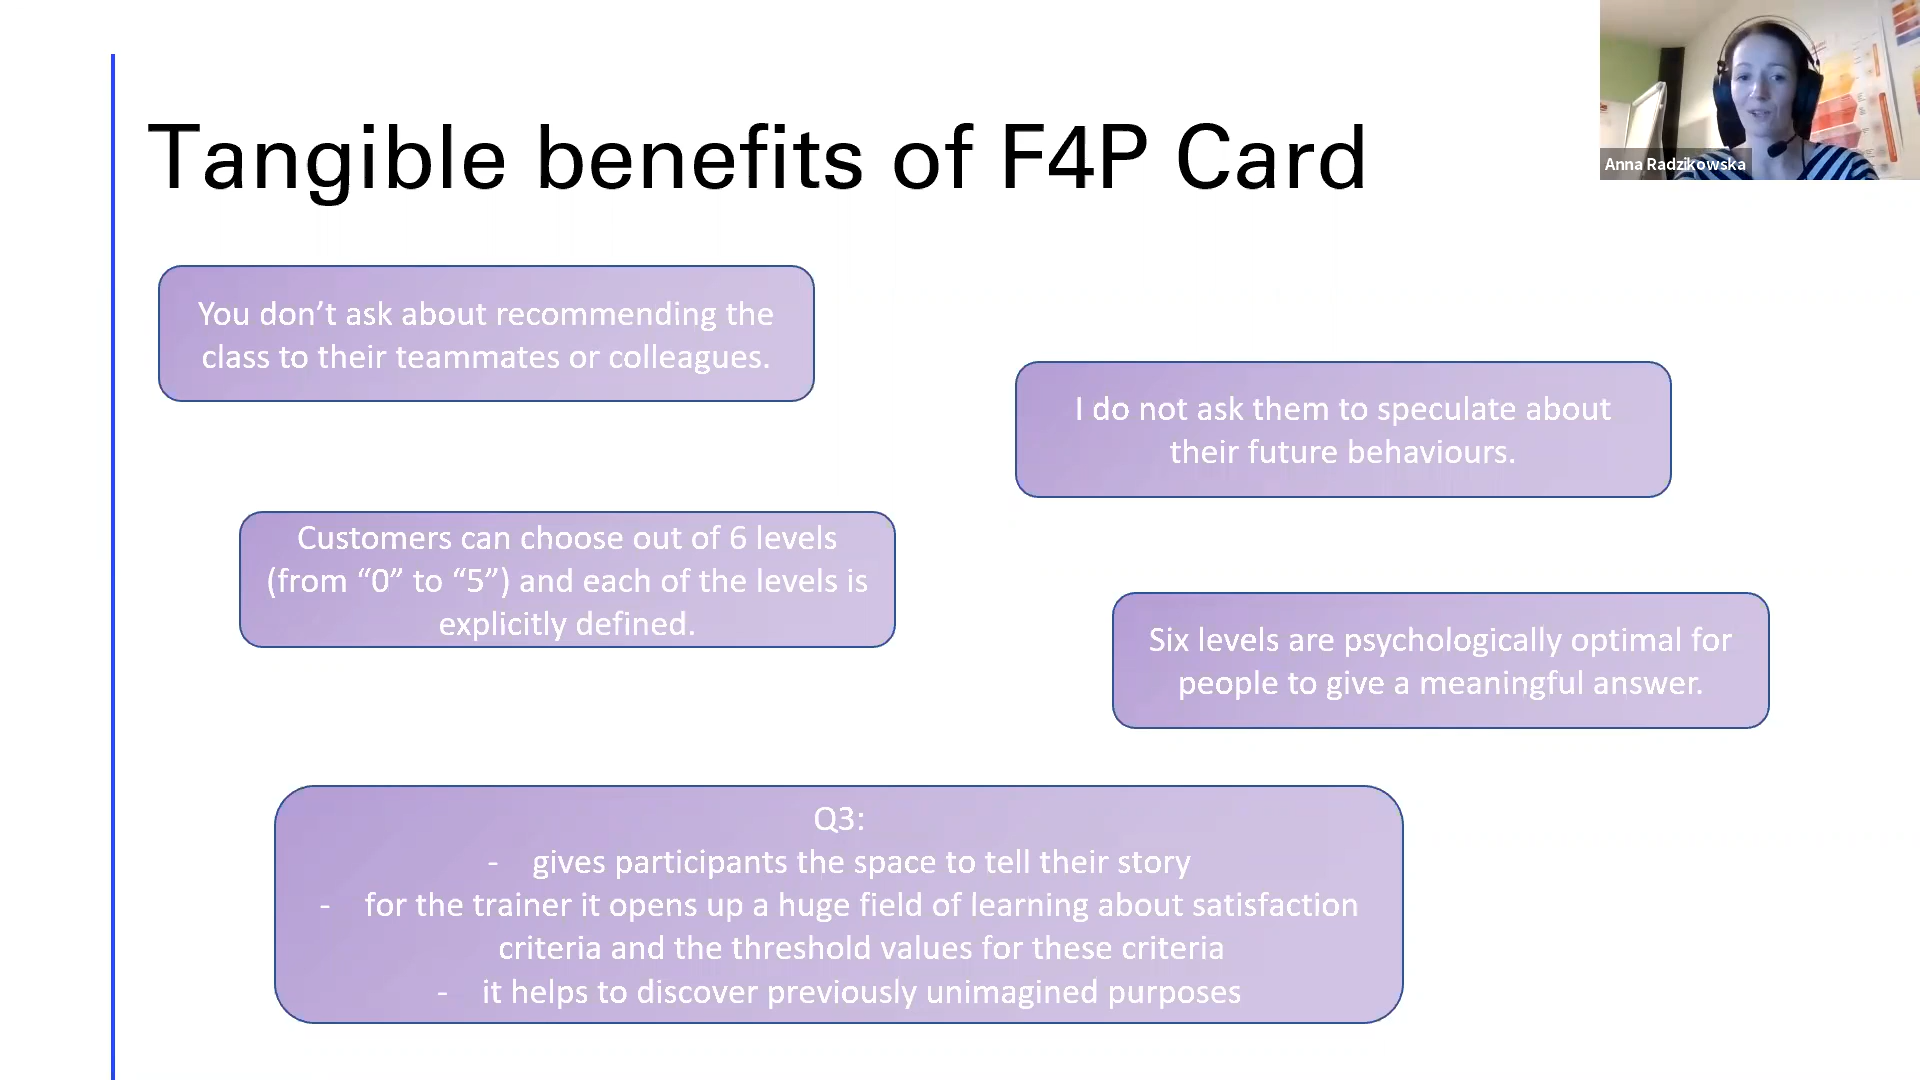 Tangible benefits of F4P Card
Anna Radzikowska
You don’t ask about recommending the
class to their teammates or colleagues.
I do not ask them to speculate about
their future behaviours.
Customers can choose out of 6 levels
(from “0” to “5”) and each of the levels is
explicitly defined.
Six levels are psychologically optimal for
people to give a meaningful answer.
Q3:
- gives participants the space to tell their story
- for the trainer it opens up a huge field of learning about satisfaction
criteria and the threshold values for these criteria
- it helps to discover previously unimagined purposes